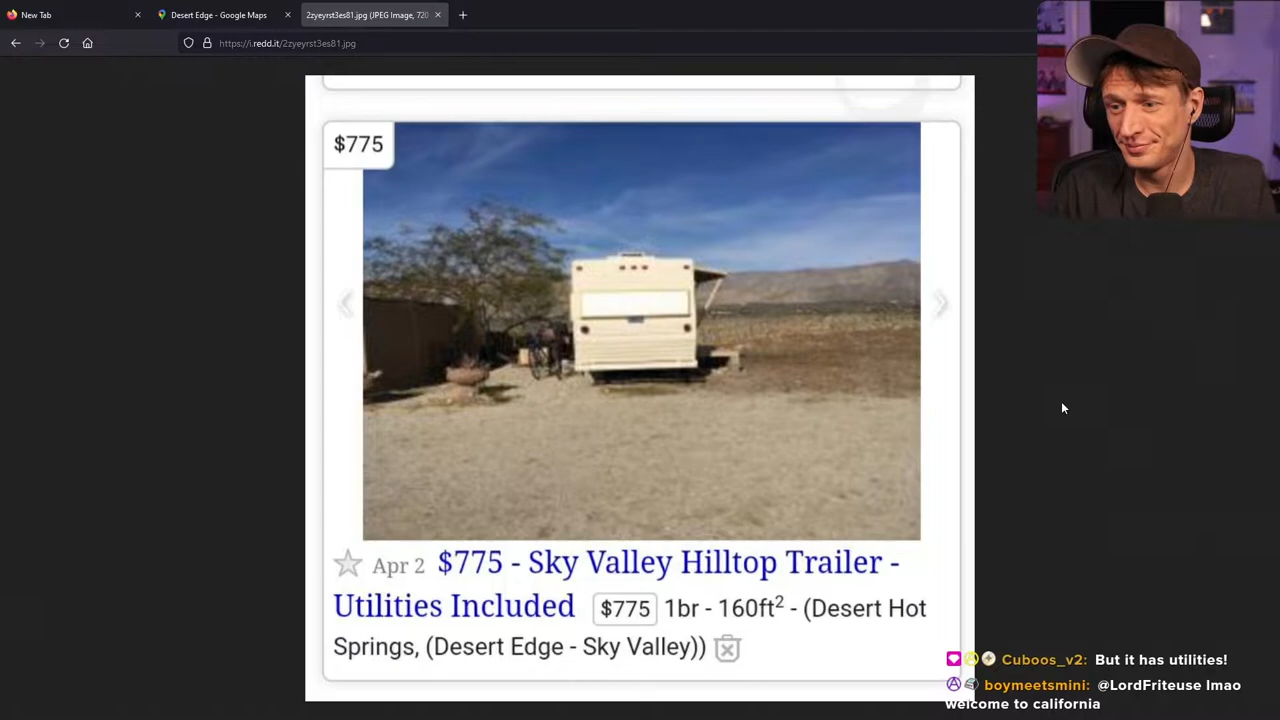 New Tab
Desert Edge - Google Maps
2zyeyrst3es81.jpg (JPEG Image, 720
https://i.redd.it/2zyeyrst3es81.jpg
$775
Apr 2 $775 - Sky Valley Hilltop Trailer -
Utilities Included $775 1br - 160ft2 - (Desert Hot
Springs, (Desert Edge - Sky Valley))
Cuboos_v2: But it has utilities!
boymeetsmini: @LordFriteuse lmao
welcome to california